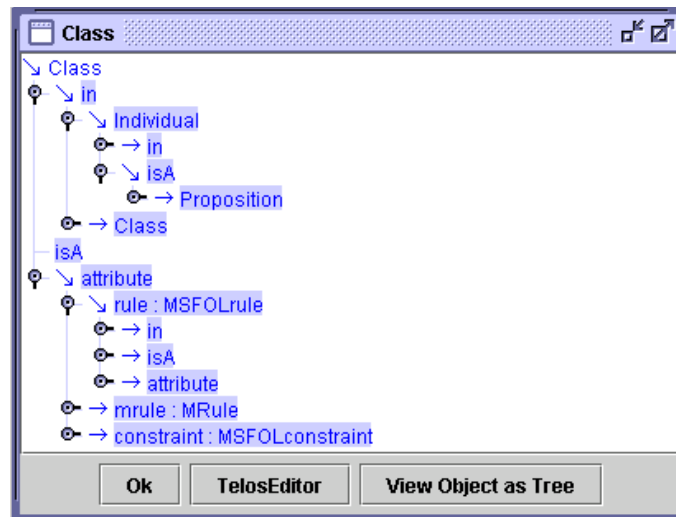 Class
Class
in
Individual
in
isA
Proposition
Class
isA
attribute
rule : MSFOLrule
in
isA
attribute
mrule : MRule
constraint : MSFOLconstraint
Ok TelosEditor View Object as Tree